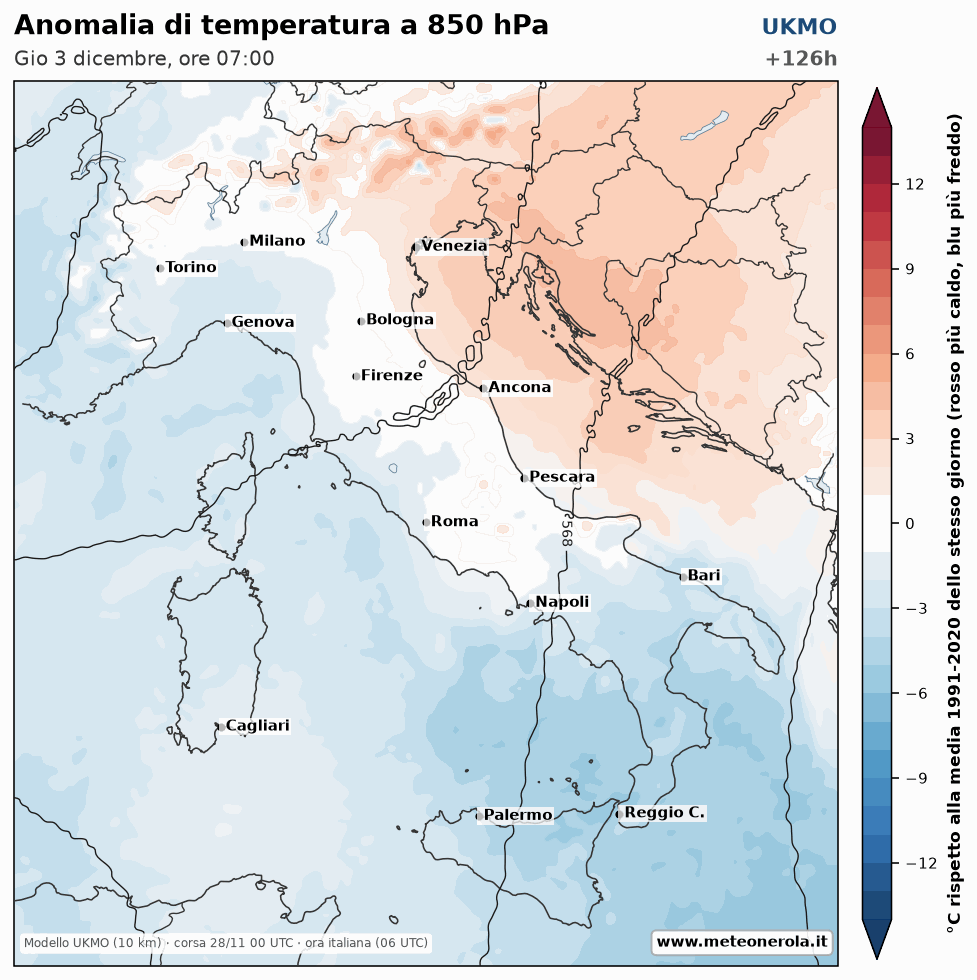 Anomalia di temperatura a 850 hPa
UKMO
Gio 3 dicembre, ore 07:00
+126h
Milano
Venezia
Torino
Genova
Bologna
Firenze
Ancona
Pescara
Roma
568
Bari
Napoli
Cagliari
Palermo
Reggio C.
12
9
6
3
0
−3
−6
−9
−12
°C rispetto alla media 1991-2020 dello stesso giorno (rosso più caldo, blu più freddo)
Modello UKMO (10 km) · corsa 28/11 00 UTC · ora italiana (06 UTC)
www.meteonerola.it